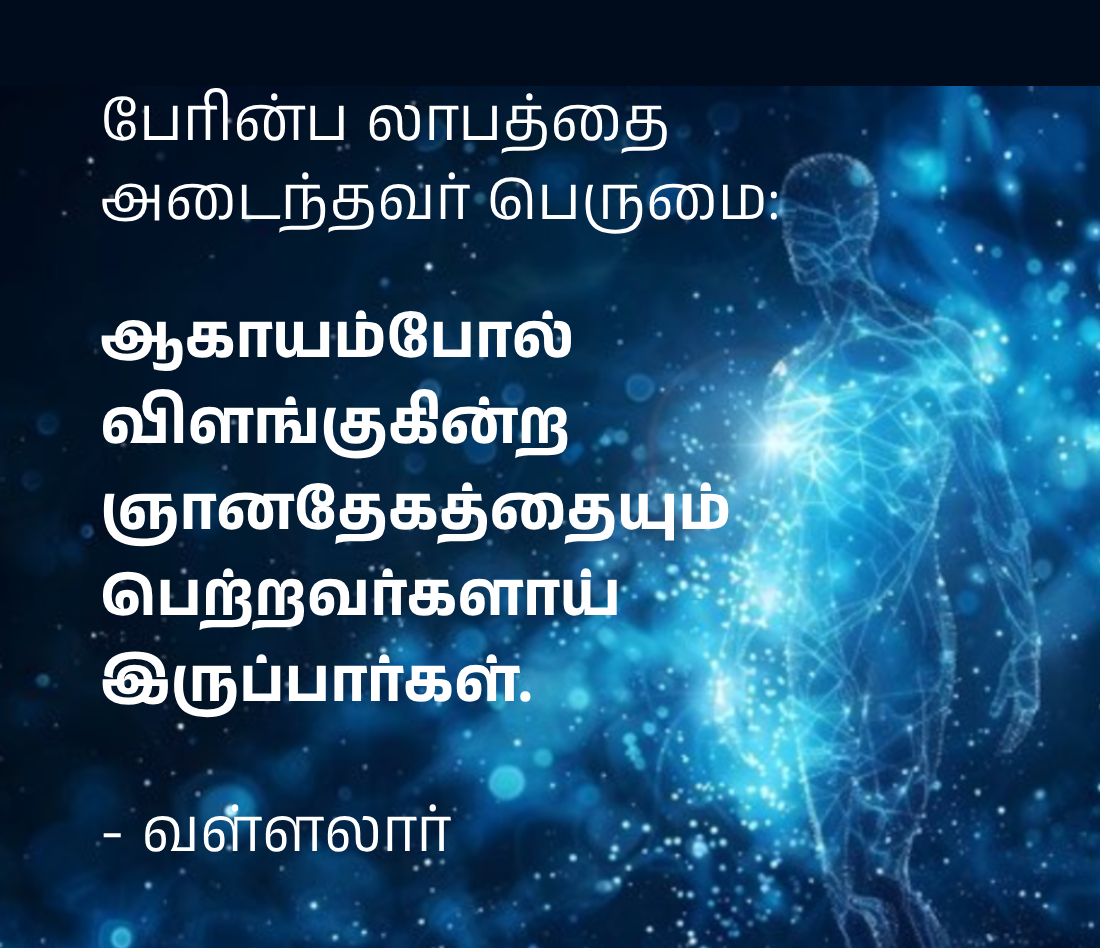 பேரின்ப லாபத்தை
அடைந்தவர் பெருமை:
ஆகாயம்போல்
விளங்குகின்ற
ஞானதேகத்தையும்
பெற்றவர்களாய்
இருப்பார்கள்.
- வள்ளலார்